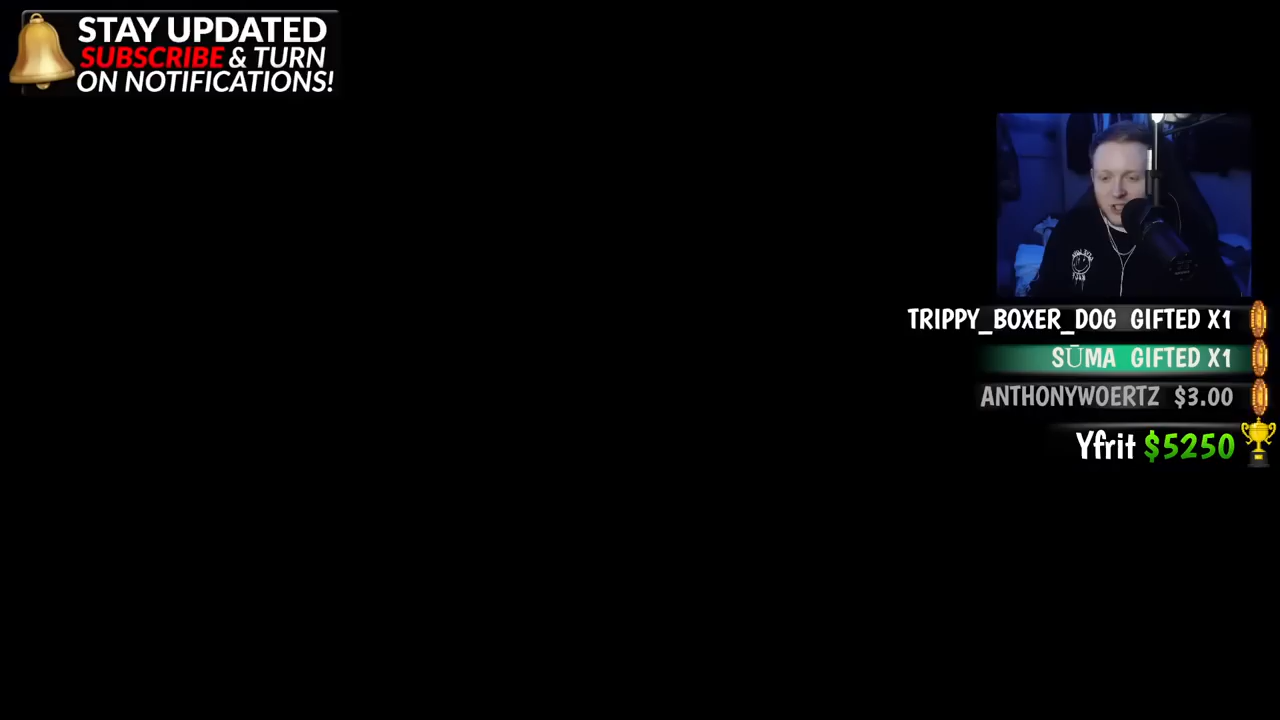 STAY UPDATED
SUBSCRIBE & TURN
ON NOTIFICATIONS!
TRIPPY_BOXER_DOG GIFTED X1
SŪMA GIFTED X1
ANTHONYWOERTZ $3.00
Yfrit $5250